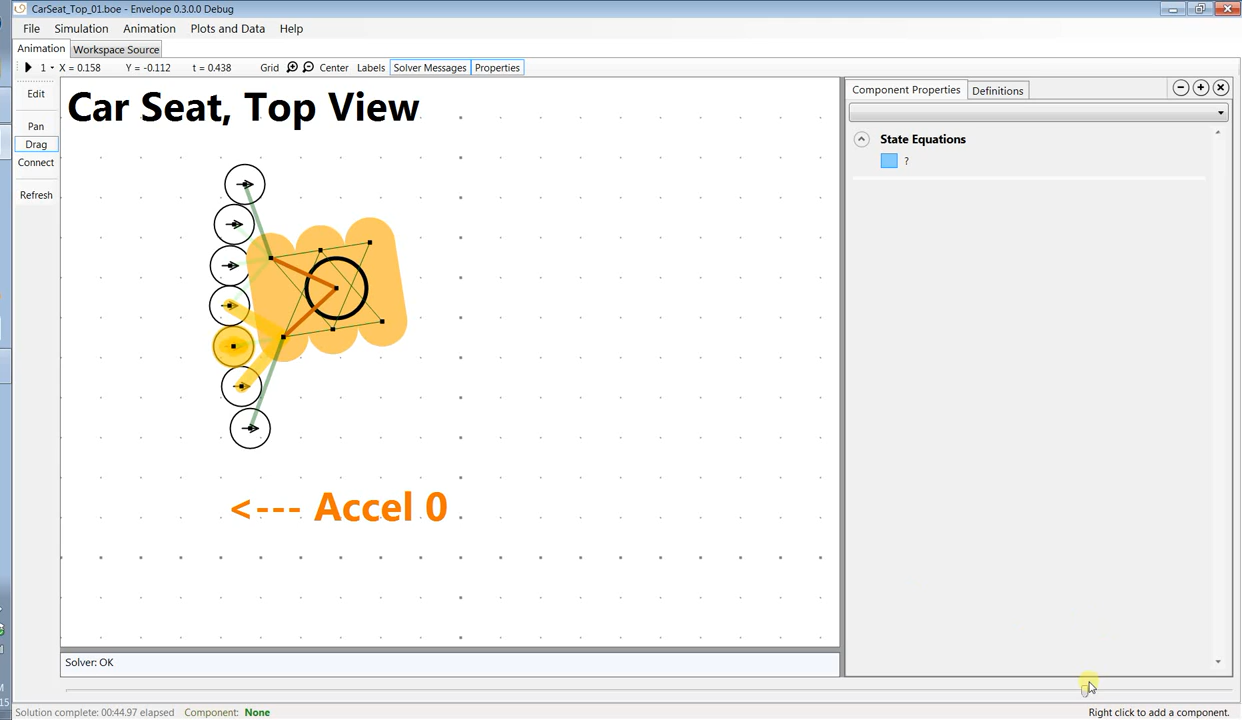 CarSeat_Top_01.boe - Envelope 0.3.0.0 Debug
File Simulation Animation Plots and Data Help
Animation Workspace Source
1 X = 0.158 Y = -0.112 t = 0.438 Grid Center Labels Solver Messages Properties
Edit
Pan
Drag
Connect
Refresh
Car Seat, Top View
<--- Accel 0
Component Properties Definitions
State Equations
?
Solver: OK
Solution complete: 00:44.97 elapsed Component: None Right click to add a component.